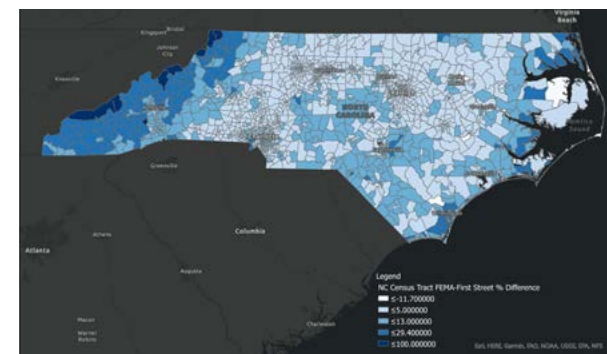 Virginia
Beach
Bristol
Kingsport
Johnson
City
Knoxville
NORTH
CAROLINA
Pamlico
Sound
Greenville
Columbia
Athens
Atlanta
Augusta
Macon
Warner
Robins
Charleston
Legend
NC Census Tract FEMA-First Street % Difference
≤-11.700000
≤5.000000
≤13.000000
≤29.400000
≤100.000000
Esri, HERE, Garmin, FAO, NOAA, USGS, EPA, NPS